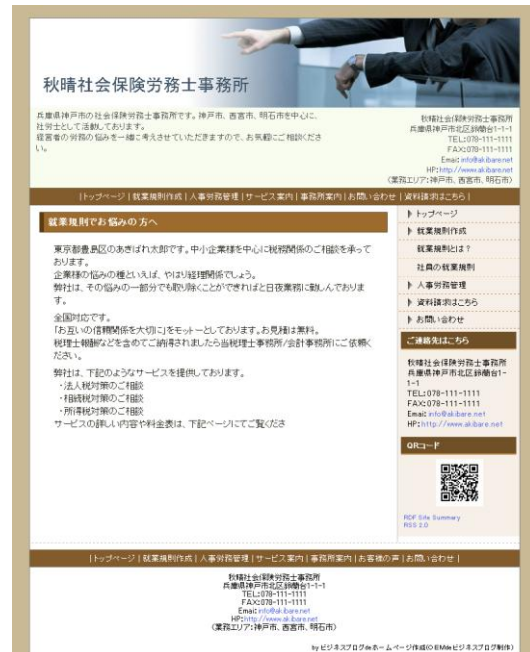 秋晴社会保険労務士事務所
兵庫県神戸市の社会保険労務士事務所です。神戸市、西宮市、明石市を中心に、
社労士として活動しております。
経営者の労務の悩みを一緒に考えさせていただきますので、お気軽にご相談くださ
い。
秋晴社会保険労務士事務所
兵庫県神戸市北区鈴蘭台1-1-1
TEL:078-111-1111
FAX:078-111-1111
Email: info@akibare.net
HP:http://www.akibare.net
(業務エリア:神戸市、西宮市、明石市)
|トップページ|就業規則作成|人事労務管理|サービス案内|事務所案内|お問い合わせ|資料請求はこちら|
就業規則でお悩みの方へ
東京都豊島区のあきばれ太郎です。中小企業様を中心に税務関係のご相談を承って
おります。
企業様の悩みの種といえば、やはり経理関係でしょう。
弊社は、その悩みの一部分でも取り除くことができればと日夜業務に勤しんでおりま
す。
全国対応です。
「お互いの信頼関係を大切に」をモットーとしております。お見積は無料。
税理士報酬などを含めてご納得されましたら当税理士事務所/会計事務所にご依頼く
ださい。
弊社は、下記のようなサービスを提供しております。
・法人税対策のご相談
・相続税対策のご相談
・所得税対策のご相談
サービスの詳しい内容や料金表は、下記ページにてご覧くださ
トップページ
就業規則作成
就業規則とは?
社員の就業規則
人事労務管理
資料請求はこちら
お問い合わせ
ご連絡先はこちら
秋晴社会保険労務士事務所
兵庫県神戸市北区鈴蘭台1-
1-1
TEL:078-111-1111
FAX:078-111-1111
Email: info@akibare.net
HP:http://www.akibare.net
QRコード
RDF Site Summary
RSS 2.0
|トップページ|就業規則作成|人事労務管理|サービス案内|事務所案内|お客様の声|お問い合わせ|
秋晴社会保険労務士事務所
兵庫県神戸市北区鈴蘭台1-1-1
TEL:078-111-1111
FAX:078-111-1111
Email: info@akibare.net
HP:http://www.akibare.net
(業務エリア:神戸市、西宮市、明石市)
by ビジネスブログdeホームページ作成(© EMdeビジネスブログ制作)